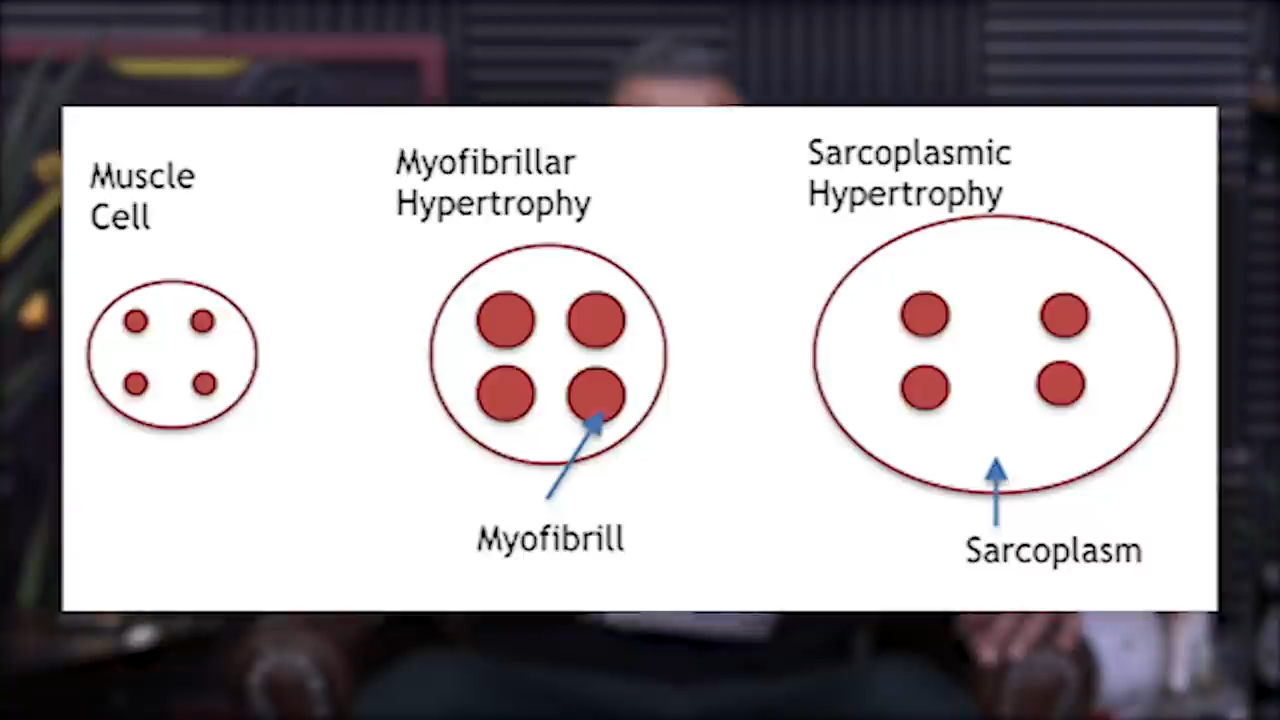 Muscle
Cell
Myofibrillar
Hypertrophy
Sarcoplasmic
Hypertrophy
Myofibrill
Sarcoplasm